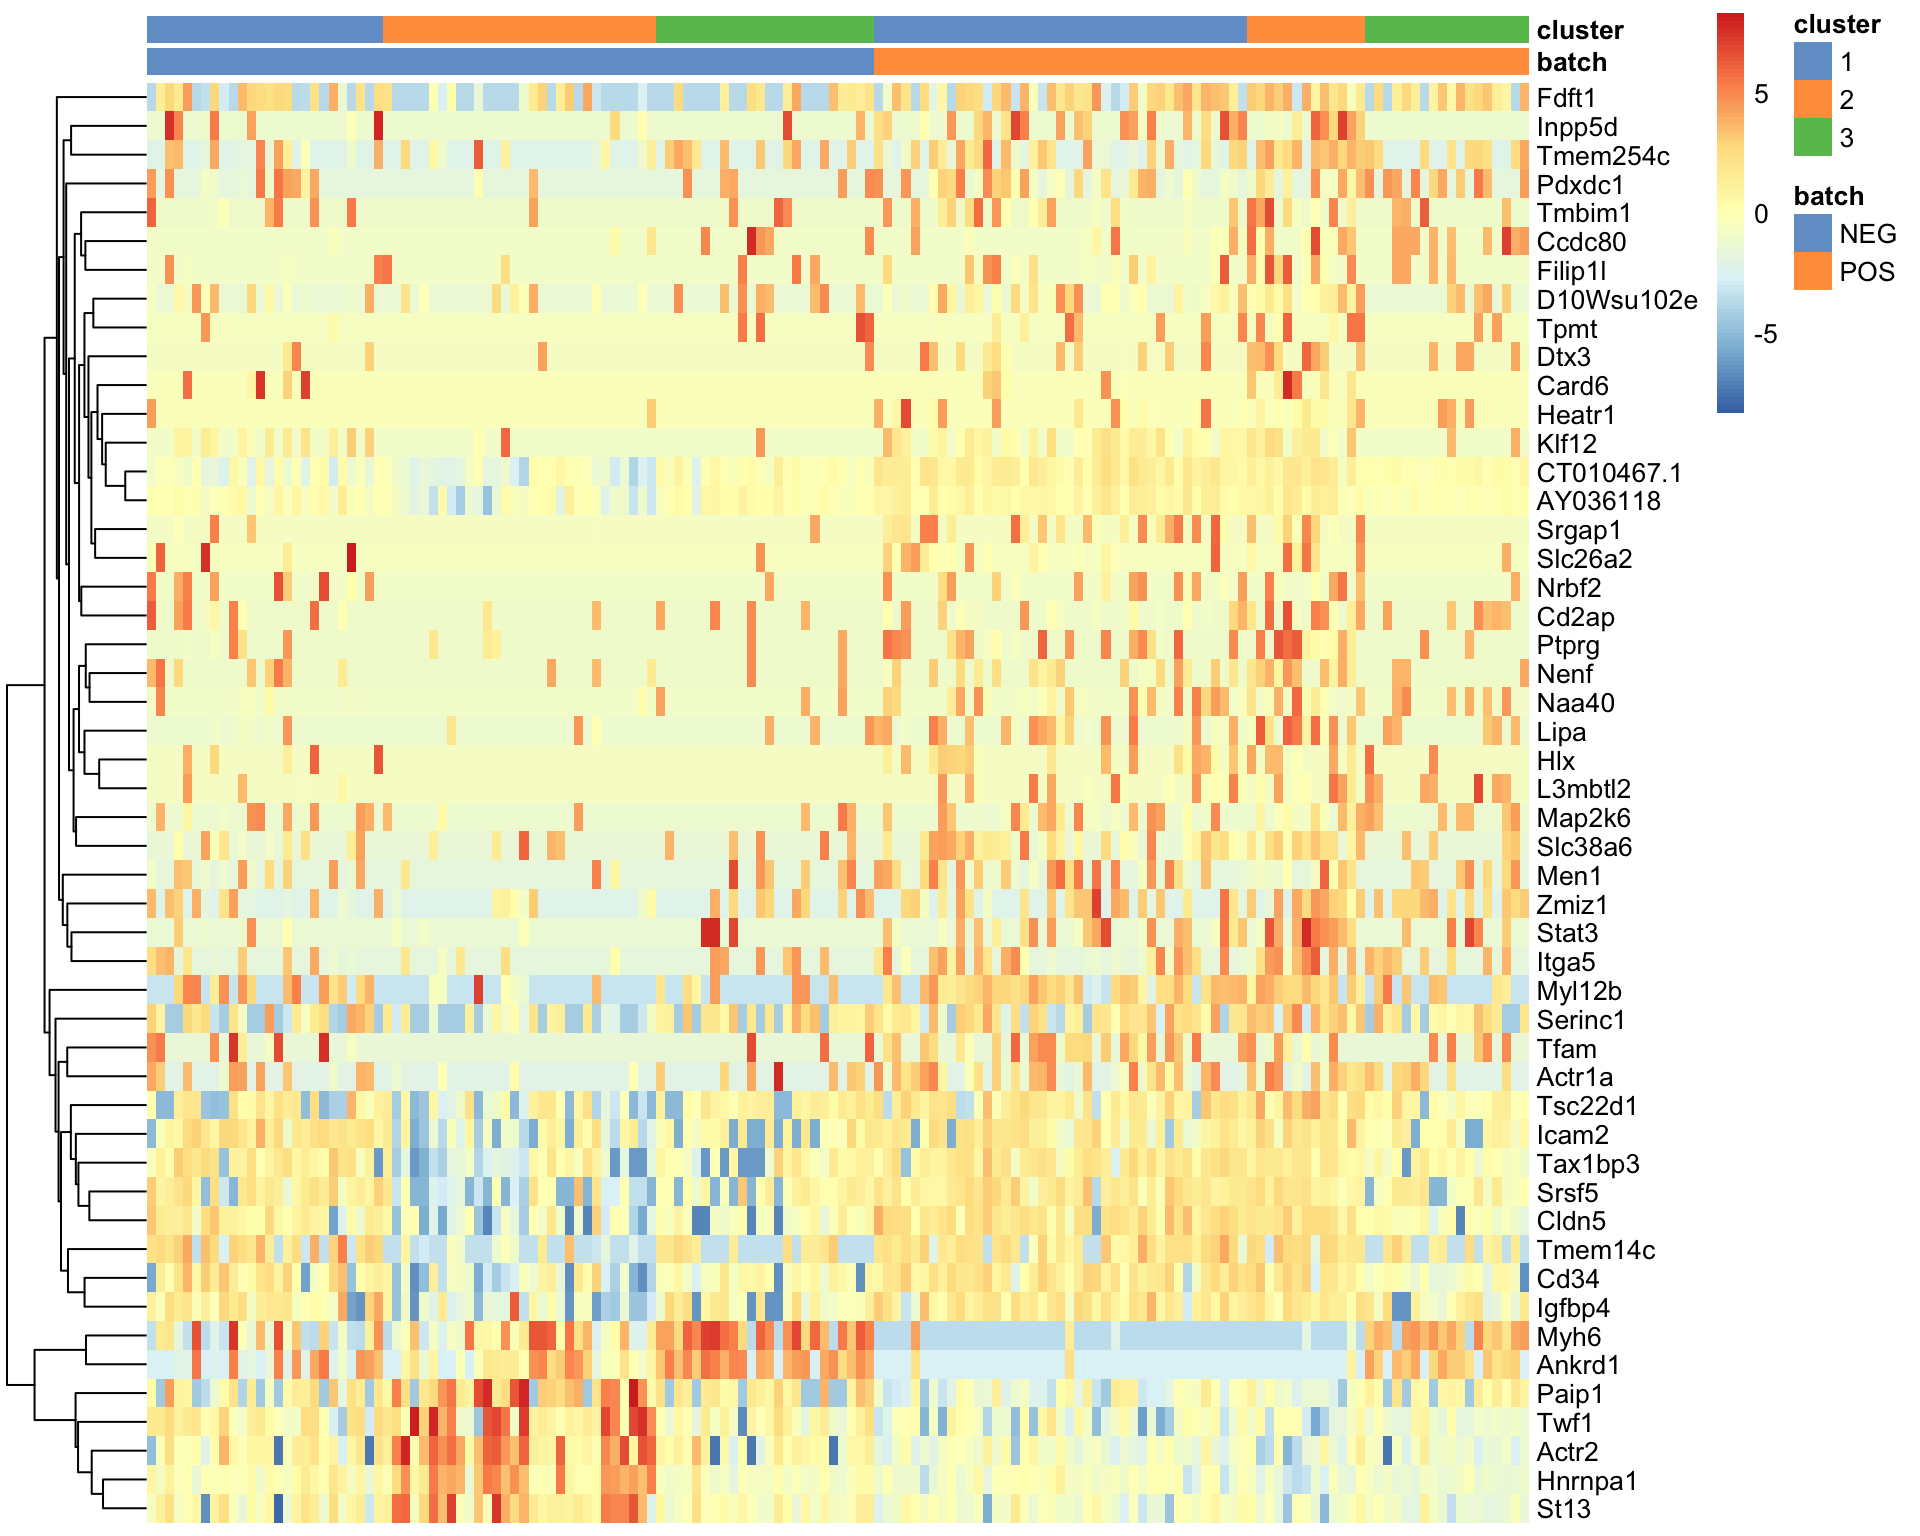 cluster
batch
Fdft1
Inpp5d
Tmem254c
Pdxdc1
Tmbim1
Ccdc80
Filip1l
D10Wsu102e
Tpmt
Dtx3
Card6
Heatr1
Klf12
CT010467.1
AY036118
Srgap1
Slc26a2
Nrbf2
Cd2ap
Ptprg
Nenf
Naa40
Lipa
Hlx
L3mbtl2
Map2k6
Slc38a6
Men1
Zmiz1
Stat3
Itga5
Myl12b
Serinc1
Tfam
Actr1a
Tsc22d1
Icam2
Tax1bp3
Srsf5
Cldn5
Tmem14c
Cd34
Igfbp4
Myh6
Ankrd1
Paip1
Twf1
Actr2
Hnrnpa1
St13
5
0
-5
cluster
1
2
3
batch
NEG
POS